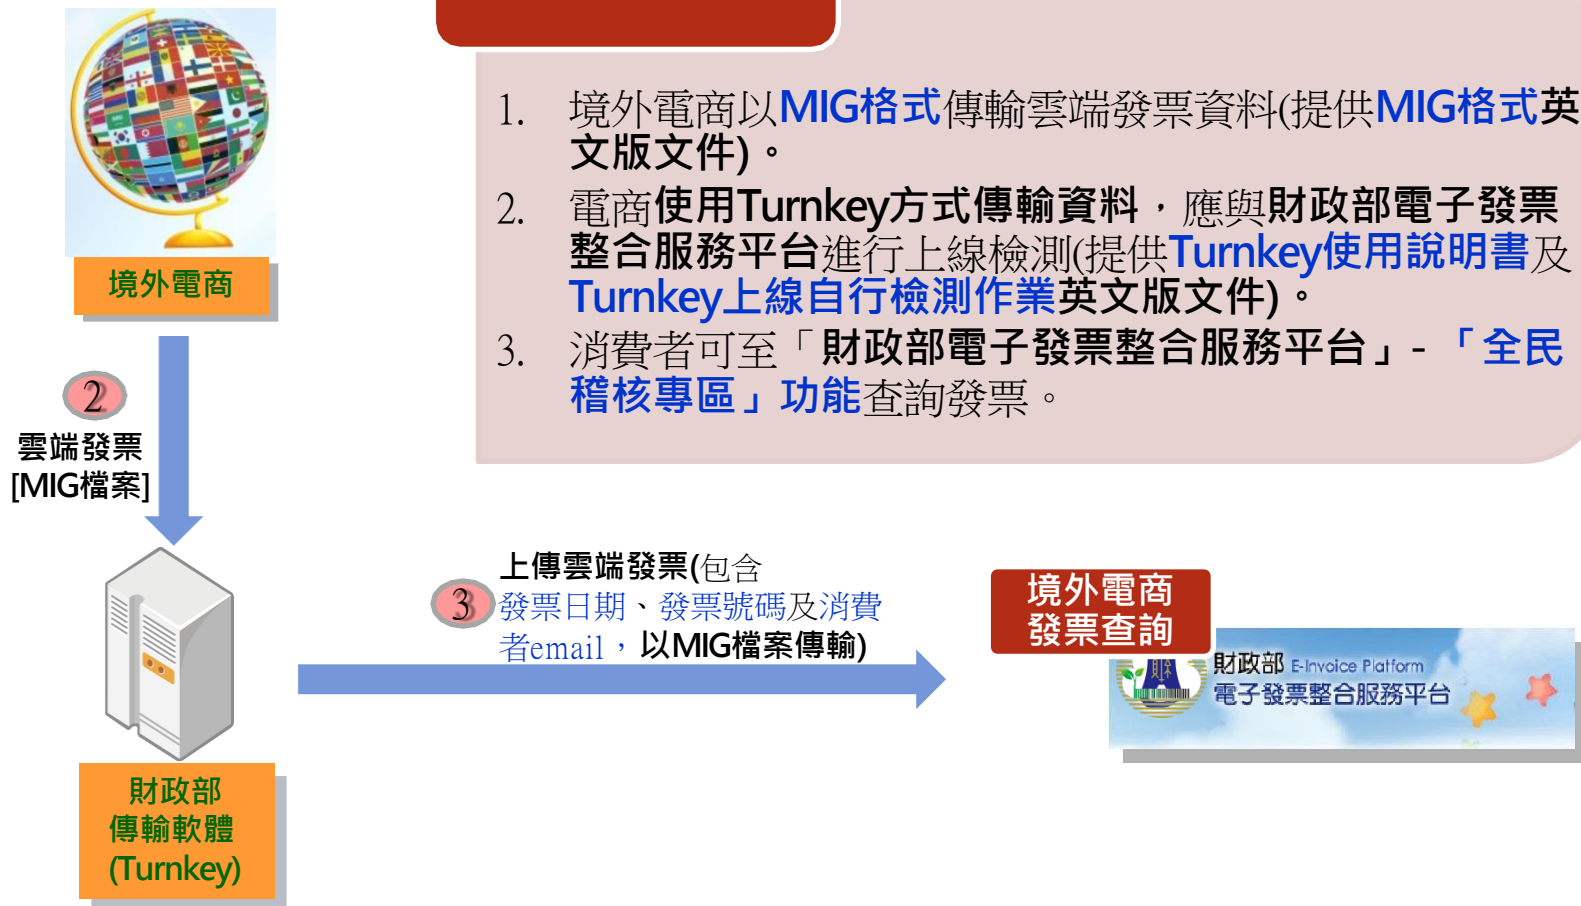 1. 境外電商以MIG格式傳輸雲端發票資料(提供MIG格式英
文版文件)。
2. 電商使用Turnkey方式傳輸資料，應與財政部電子發票
整合服務平台進行上線檢測(提供Turnkey使用說明書及
Turnkey上線自行檢測作業英文版文件)。
3. 消費者可至「財政部電子發票整合服務平台」-「全民
稽核專區」功能查詢發票。
境外電商
2
雲端發票
[MIG檔案]
財政部
傳輸軟體
(Turnkey)
3
上傳雲端發票(包含
發票日期、發票號碼及消費
者email，以MIG檔案傳輸)
境外電商
發票查詢
財政部 E-Invoice Platform
電子發票整合服務平台